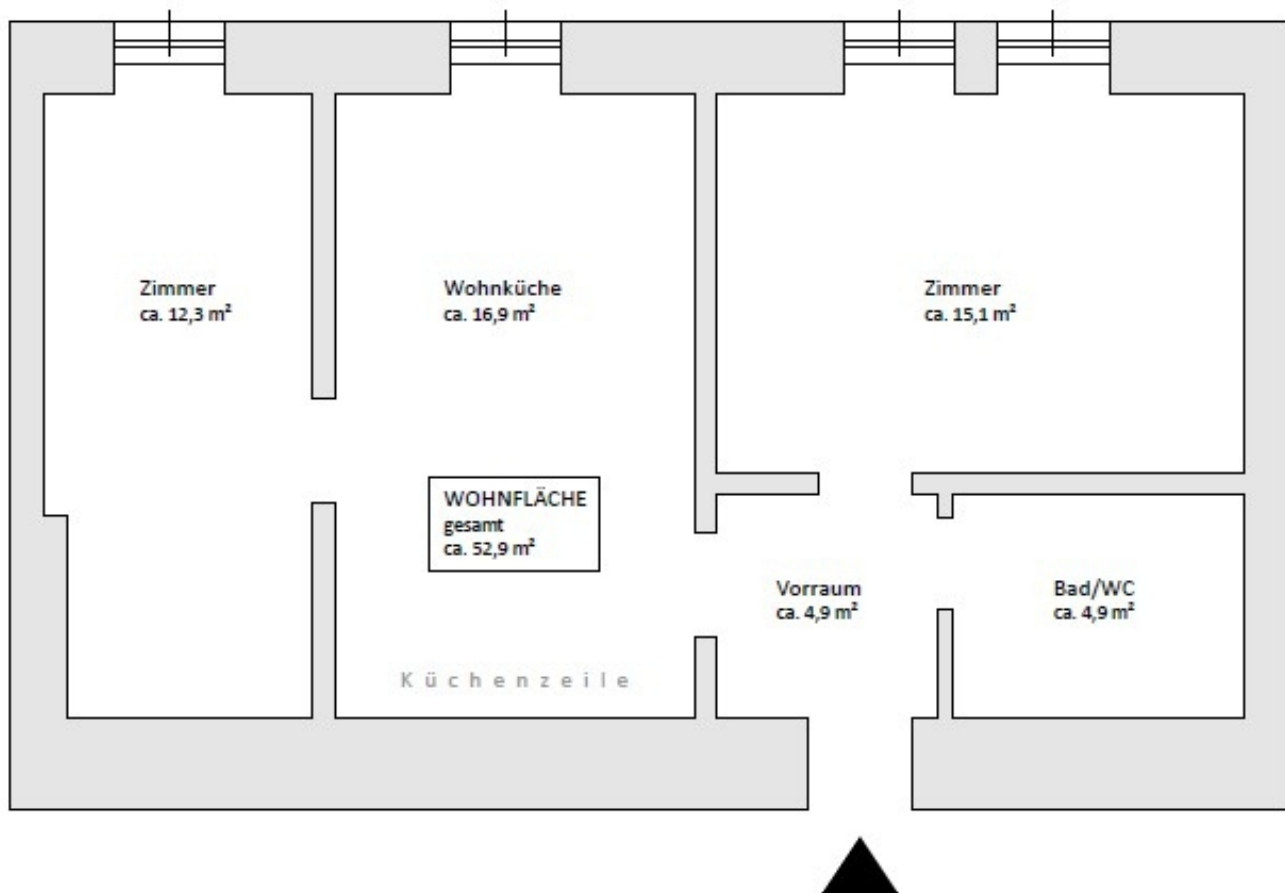 Zimmer
ca. 12,3 m²
Wohnküche
ca. 16,9 m²
Zimmer
ca. 15,1 m²
WOHNFLÄCHE
gesamt
ca. 52,9 m²
Vorraum
ca. 4,9 m²
Bad/WC
ca. 4,9 m²
Küchenzeile